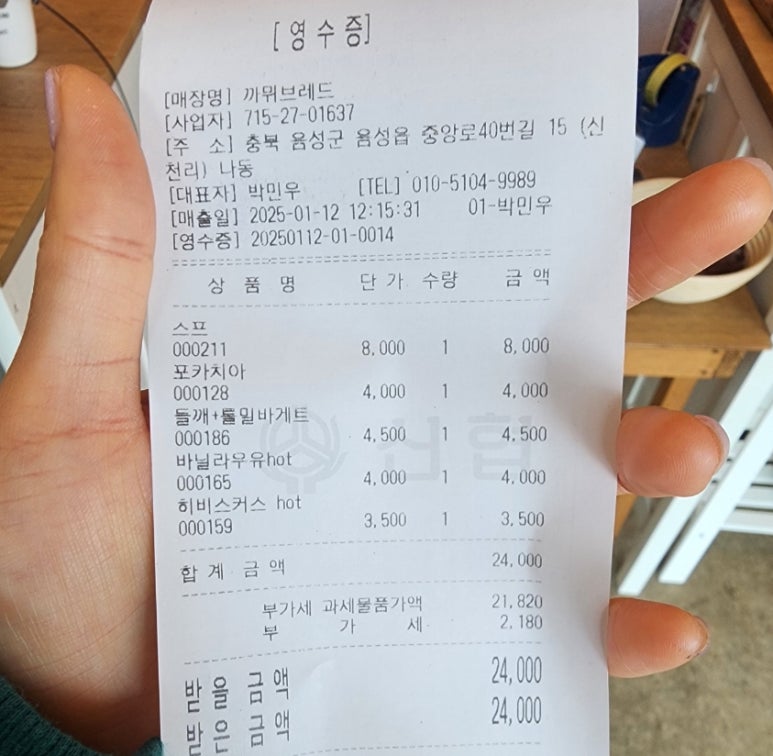 [영수증]
[매장명] 까뮈브레드
[사업자] 715-27-01637
[주 소] 충북 음성군 음성읍 중앙로40번길 15 (신
천리) 나동
[대표자] 박민우 [TEL] 010-5104-9989
[매출일] 2025-01-12 12:15:31 01-박민우
[영수증] 20250112-01-0014
상 품 명 단 가 수량 금 액
스프
000211 8,000 1 8,000
포카치아
000128 4,000 1 4,000
들깨+통밀바게트
000186 4,500 1 4,500
바닐라우유hot
000165 4,000 1 4,000
히비스커스 hot
000159 3,500 1 3,500
신협
합 계 금 액 24,000
부가세 과세물품가액 21,820
부 가 세 2,180
받 을 금 액 24,000
받 은 금 액 24,000